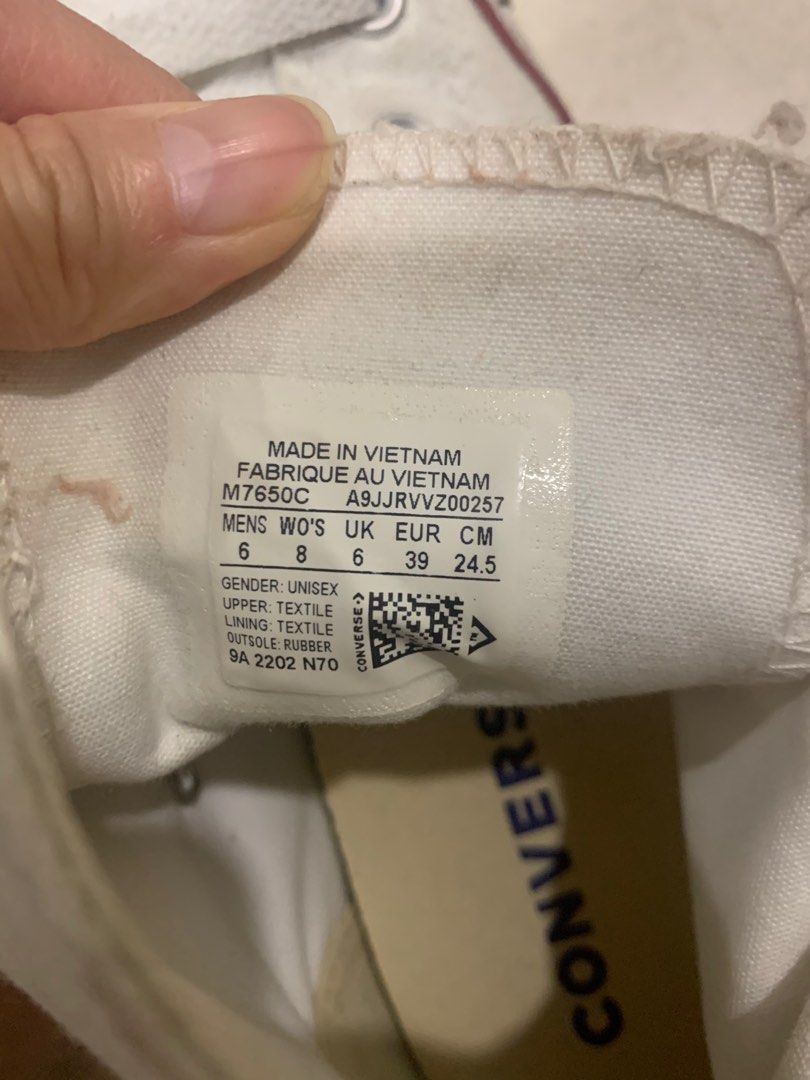 MADE IN VIETNAM
FABRIQUE AU VIETNAM
M7650C A9JJRVVZ00257
MENS WO'S UK EUR CM
6 8 6 39 24.5
GENDER: UNISEX
UPPER: TEXTILE
LINING: TEXTILE
OUTSOLE: RUBBER
9A 2202 N70
CONVERSE
CONVERS